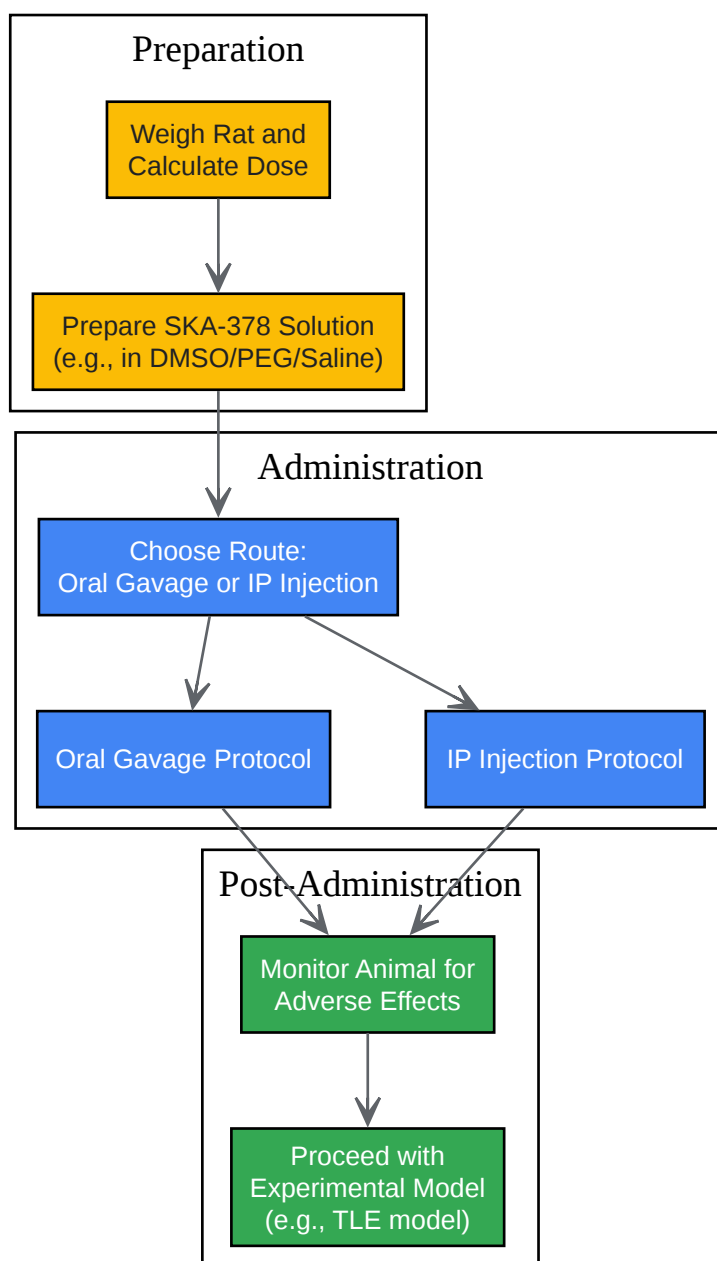 Preparation
Weigh Rat and
Calculate Dose
Prepare SKA-378 Solution
(e.g., in DMSO/PEG/Saline)
Administration
Choose Route:
Oral Gavage or IP Injection
Oral Gavage Protocol
IP Injection Protocol
Post-Administration
Monitor Animal for
Adverse Effects
Proceed with
Experimental Model
(e.g., TLE model)